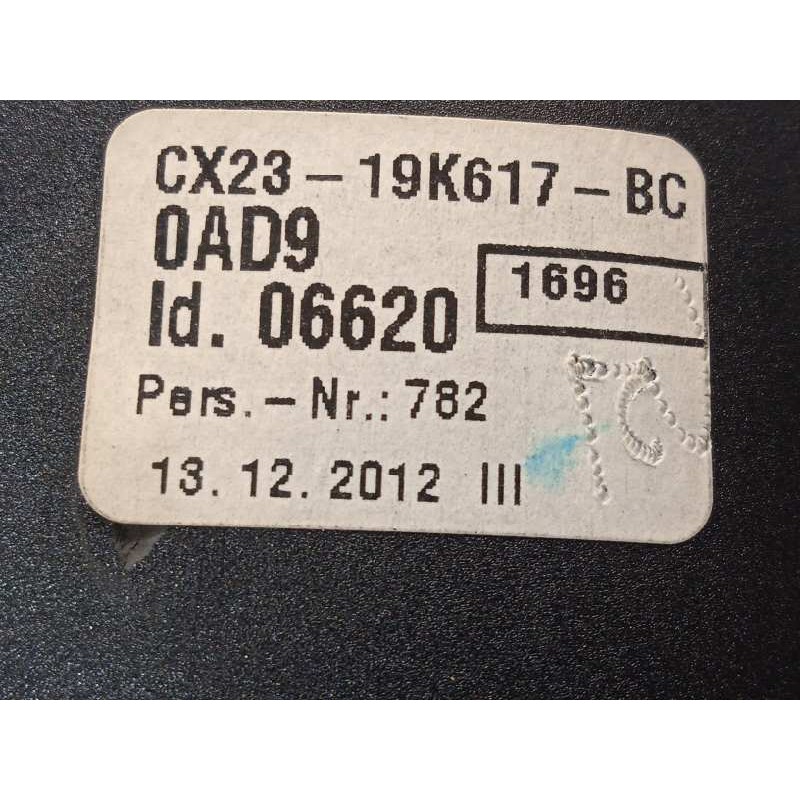 CX23-19K617-BC
0AD9
1696
Id. 06620
Pers.-Nr.: 782
13.12.2012 III